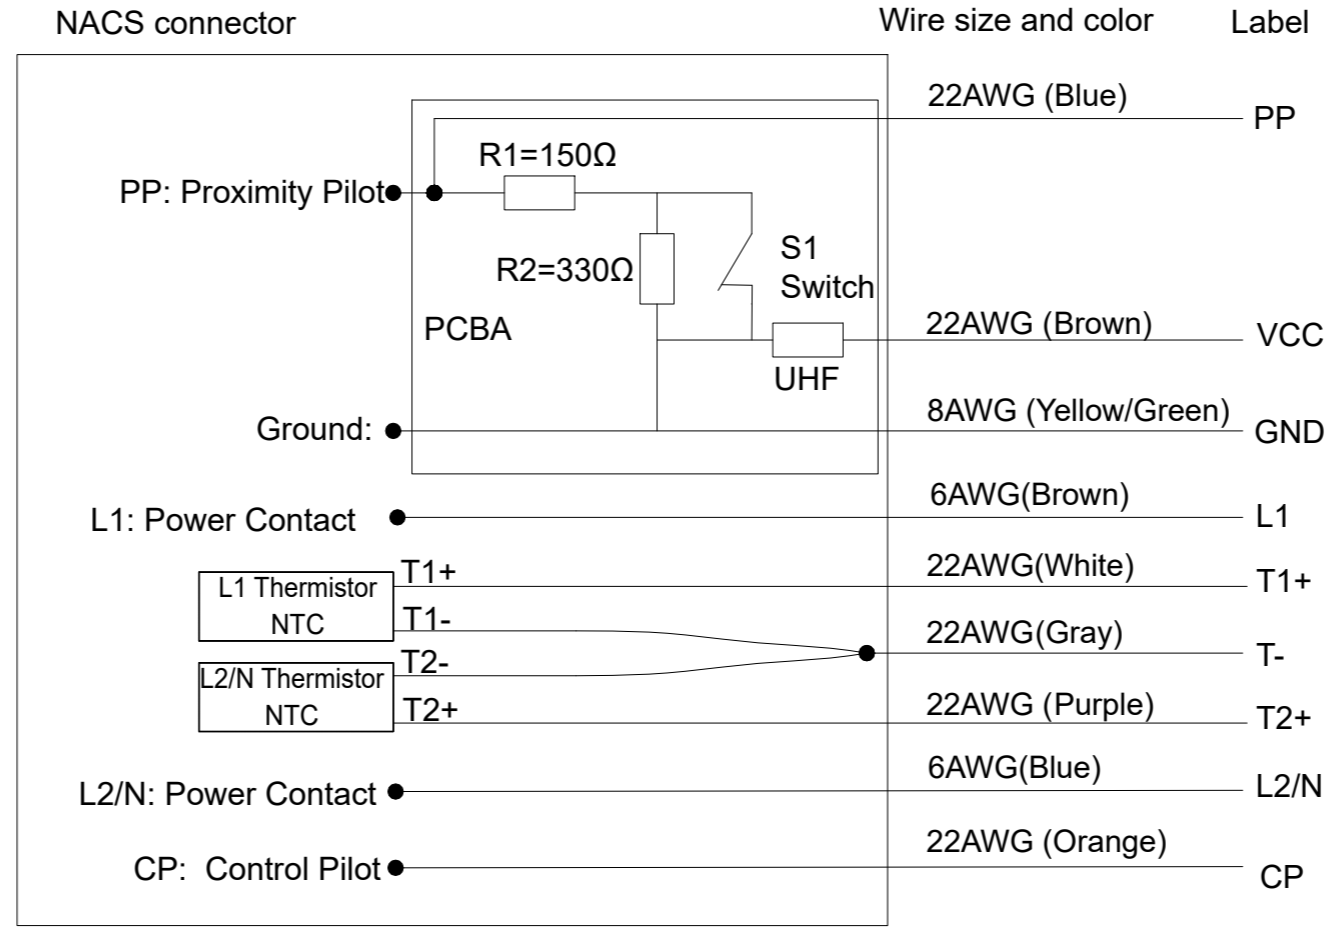 NACS connector
Wire size and color
Label
22AWG (Blue)
PP
R1=150Ω
PP: Proximity Pilot
S1
Switch
R2=330Ω
PCBA
22AWG (Brown)
VCC
UHF
8AWG (Yellow/Green)
Ground:
GND
6AWG(Brown)
L1: Power Contact
L1
22AWG(White)
T1+
L1 Thermistor
NTC
T1+
T1-
22AWG(Gray)
T-
T2-
L2/N Thermistor
NTC
T2+
22AWG (Purple)
T2+
6AWG(Blue)
L2/N: Power Contact
L2/N
22AWG (Orange)
CP: Control Pilot
CP